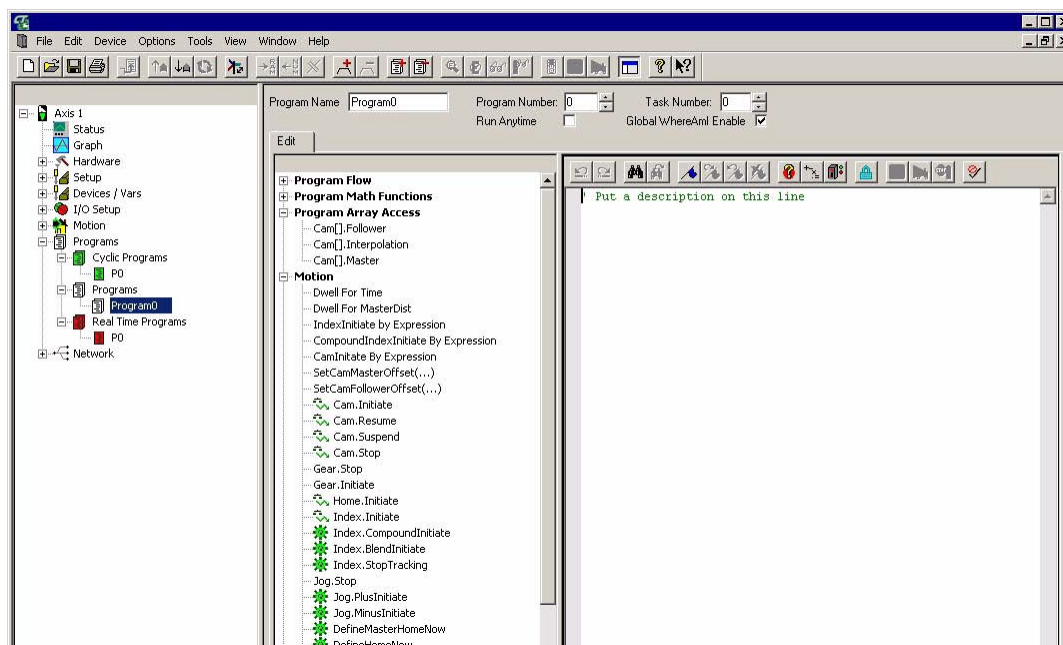 File Edit Device Options Tools View Window Help
Axis 1
Status
Graph
Hardware
Setup
Devices / Vars
I/O Setup
Motion
Programs
Cyclic Programs
P0
Programs
Program0
Real Time Programs
P0
Network
Program Name Program0 Program Number: 0 Task Number: 0
Run Anytime Global WhereAmI Enable
Edit
Program Flow
Program Math Functions
Program Array Access
Cam[].Follower
Cam[].Interpolation
Cam[].Master
Motion
Dwell For Time
Dwell For MasterDist
IndexInitiate by Expression
CompoundIndexInitiate By Expression
CamInitate By Expression
SetCamMasterOffset(...)
SetCamFollowerOffset(...)
Cam.Initiate
Cam.Resume
Cam.Suspend
Cam.Stop
Gear.Stop
Gear.Initiate
Home.Initiate
Index.Initiate
Index.CompoundInitiate
Index.BlendInitiate
Index.StopTracking
Jog.Stop
Jog.PlusInitiate
Jog.MinusInitiate
DefineMasterHomeNow
DefineHomeNow
' Put a description on this line